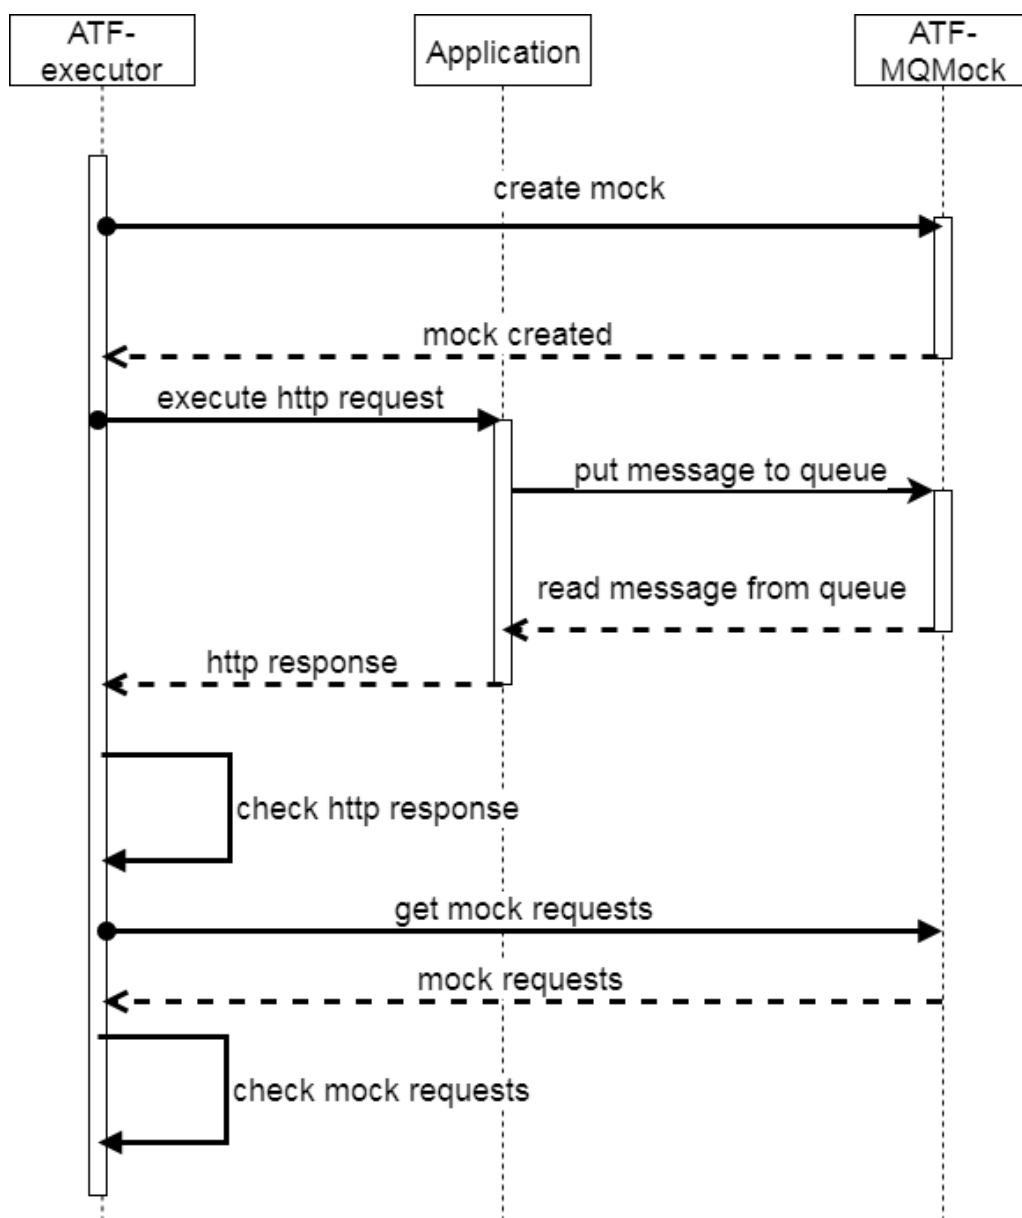 ATF-
executor
Application
ATF-
MQMock
create mock
mock created
execute http request
put message to queue
read message from queue
http response
check http response
get mock requests
mock requests
check mock requests